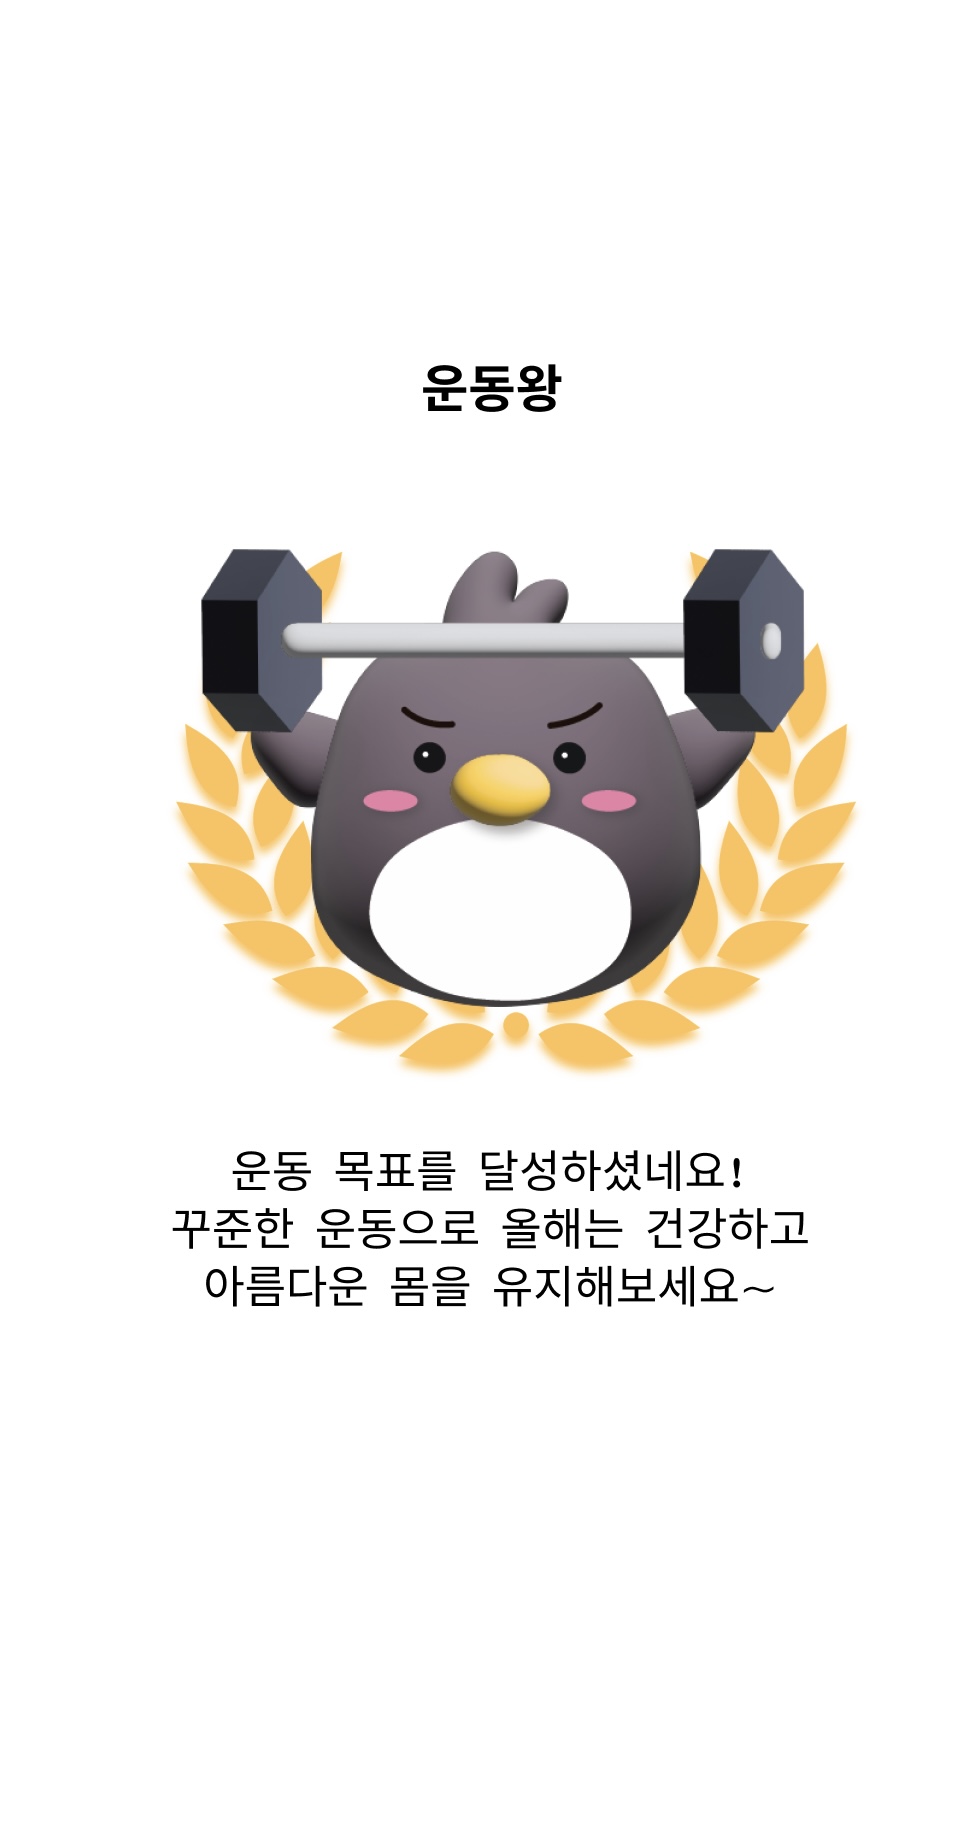 운동왕
운동 목표를 달성하셨네요!
꾸준한 운동으로 올해는 건강하고
아름다운 몸을 유지해보세요~